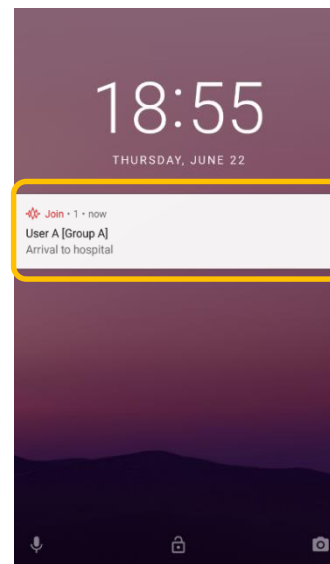 18:55
THURSDAY, JUNE 22
Join • 1 • now
User A [Group A]
Arrival to hospital